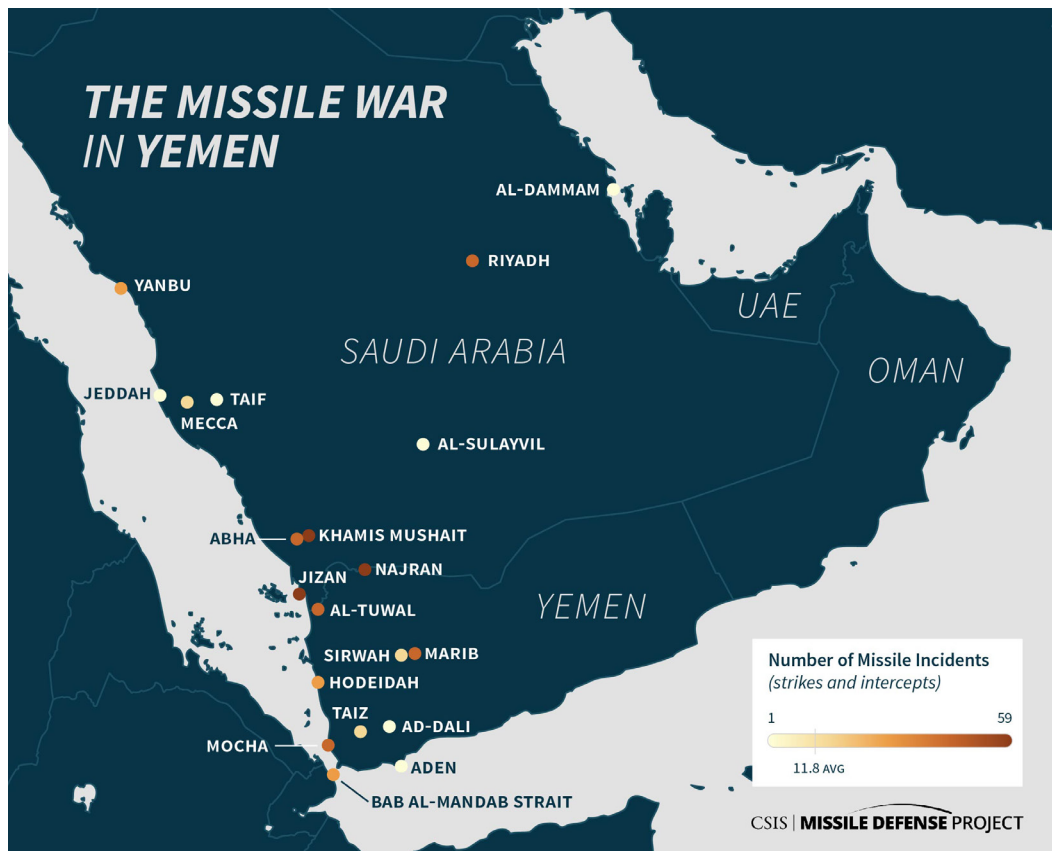 THE MISSILE WAR
IN YEMEN
AL-DAMMAM
RIYADH
YANBU
UAE
SAUDI ARABIA
OMAN
JEDDAH
TAIF
MECCA
AL-SULAYVIL
ABHA
KHAMIS MUSHAIT
NAJRAN
JIZAN
AL-TUWAL
YEMEN
SIRWAH
MARIB
HODEIDAH
TAIZ
AD-DALI
MOCHA
ADEN
BAB AL-MANDAB STRAIT
Number of Missile Incidents
(strikes and intercepts)
1 59
11.8 AVG
CSIS | MISSILE DEFENSE PROJECT